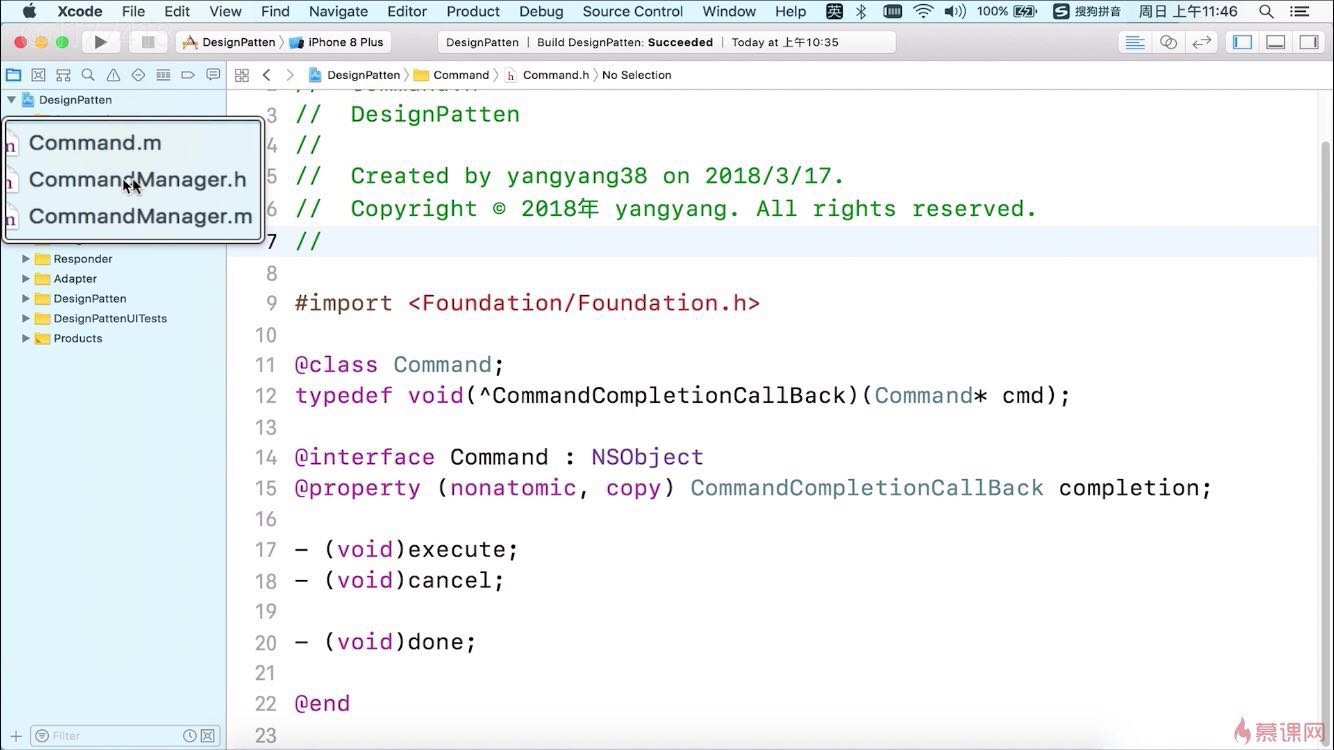 Xcode File Edit View Find Navigate Editor Product Debug Source Control Window Help 英 100% 搜狗拼音 周日 上午11:46
DesignPatten 〉 iPhone 8 Plus DesignPatten | Build DesignPatten: Succeeded | Today at 上午10:35
DesignPatten 〉 Command 〉 h Command.h 〉 No Selection
DesignPatten
Command.m
CommandManager.h
CommandManager.m
Responder
Adapter
DesignPatten
DesignPattenUITests
Products
Filter
3 // DesignPatten
4 //
5 // Created by yangyang38 on 2018/3/17.
6 // Copyright © 2018年 yangyang. All rights reserved.
7 //
8
9 #import <Foundation/Foundation.h>
10
11 @class Command;
12 typedef void(^CommandCompletionCallBack)(Command* cmd);
13
14 @interface Command : NSObject
15 @property (nonatomic, copy) CommandCompletionCallBack completion;
16
17 – (void)execute;
18 – (void)cancel;
19
20 – (void)done;
21
22 @end
23
慕课网